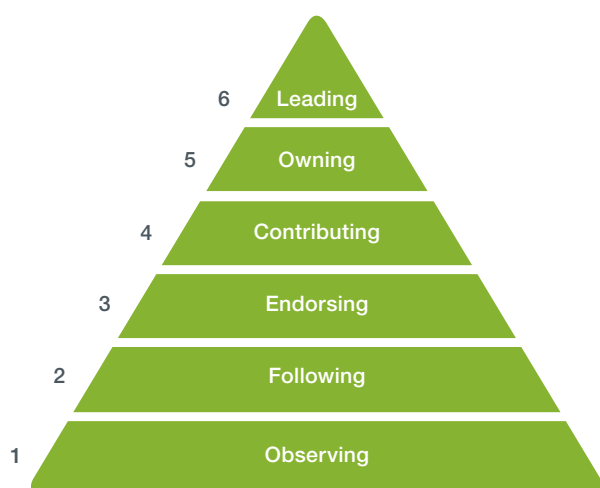 6 Leading
5 Owning
4 Contributing
3 Endorsing
2 Following
1 Observing